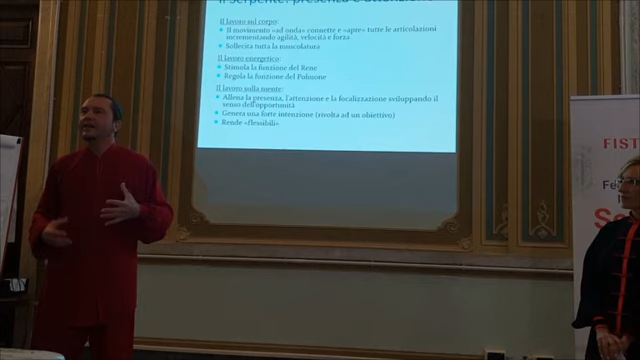 Il Serpente: presenza e
Il lavoro sul corpo:
Il movimento «ad onda» connette e «apre» tutte le articolazioni
incrementando agilità, velocità e forza
Sollecita tutta la muscolatura
Il lavoro energetico:
Stimola la funzione del Rene
Regola la funzione del Polmone
Il lavoro sulla mente:
Allena la presenza, l'attenzione e la focalizzazione sviluppando il
senso dell'opportunità
Genera una forte intenzione (rivolta ad un obiettivo)
Rende «flessibili»
FIST
Fe